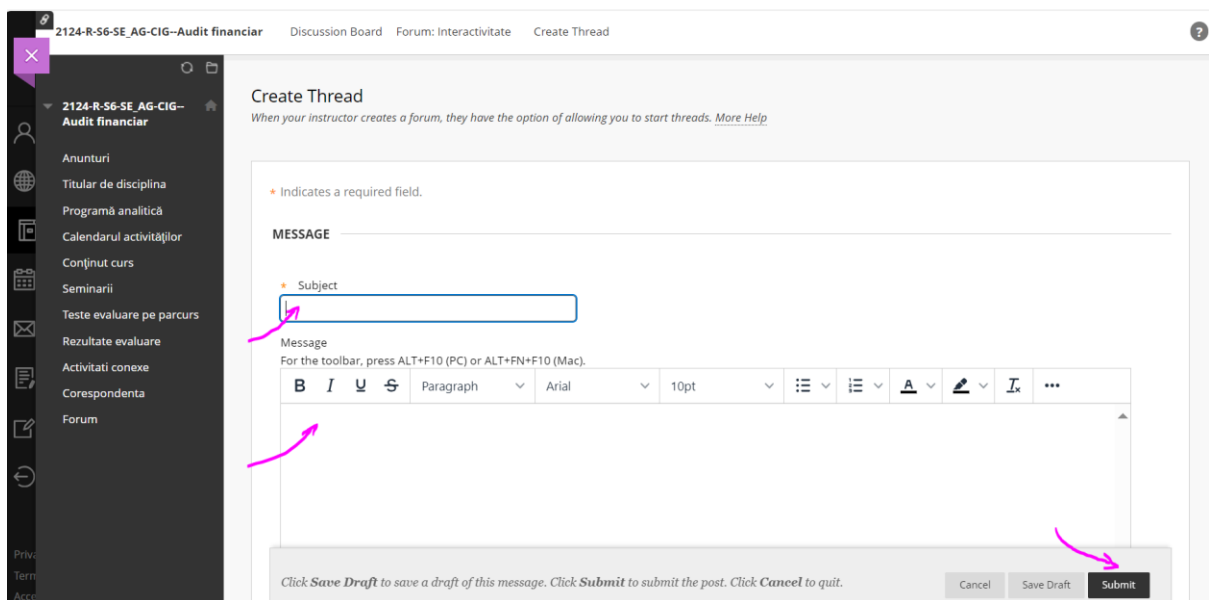 2124-R-S6-SE_AG-CIG--Audit financiar Discussion Board Forum: Interactivitate Create Thread
?
2124-R-S6-SE_AG-CIG--
Audit financiar
Anunturi
Titular de disciplina
Programă analitică
Calendarul activităților
Conținut curs
Seminarii
Teste evaluare pe parcurs
Rezultate evaluare
Activitati conexe
Corespondenta
Forum
Create Thread
When your instructor creates a forum, they have the option of allowing you to start threads. More Help
* Indicates a required field.
MESSAGE
* Subject
Message
For the toolbar, press ALT+F10 (PC) or ALT+FN+F10 (Mac).
B I U S Paragraph Arial 10pt A Tx •••
Click Save Draft to save a draft of this message. Click Submit to submit the post. Click Cancel to quit.
Cancel Save Draft Submit